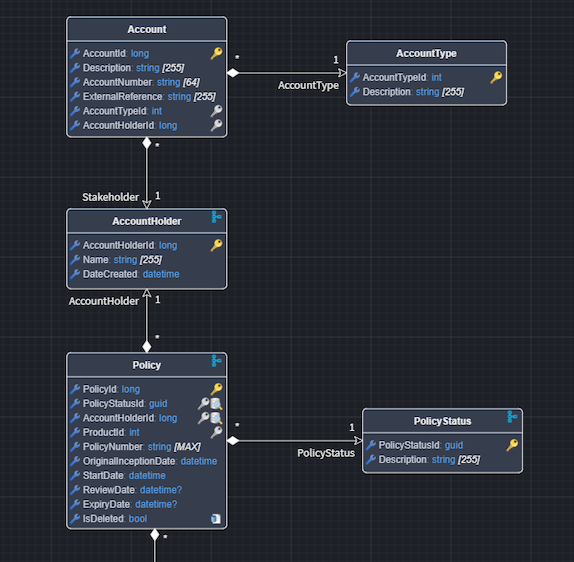 Account
AccountId: long
Description: string [255]
AccountNumber: string [64]
ExternalReference: string [255]
AccountTypeId: int
AccountHolderId: long
*
1
AccountType
AccountType
AccountTypeId: int
Description: string [255]
*
Stakeholder 1
AccountHolder
AccountHolderId: long
Name: string [255]
DateCreated: datetime
AccountHolder 1
*
Policy
PolicyId: long
PolicyStatusId: guid
AccountHolderId: long
ProductId: int
PolicyNumber: string [MAX]
OriginalInceptionDate: datetime
StartDate: datetime
ReviewDate: datetime?
ExpiryDate: datetime?
IsDeleted: bool
*
1
PolicyStatus
PolicyStatus
PolicyStatusId: guid
Description: string [255]
*